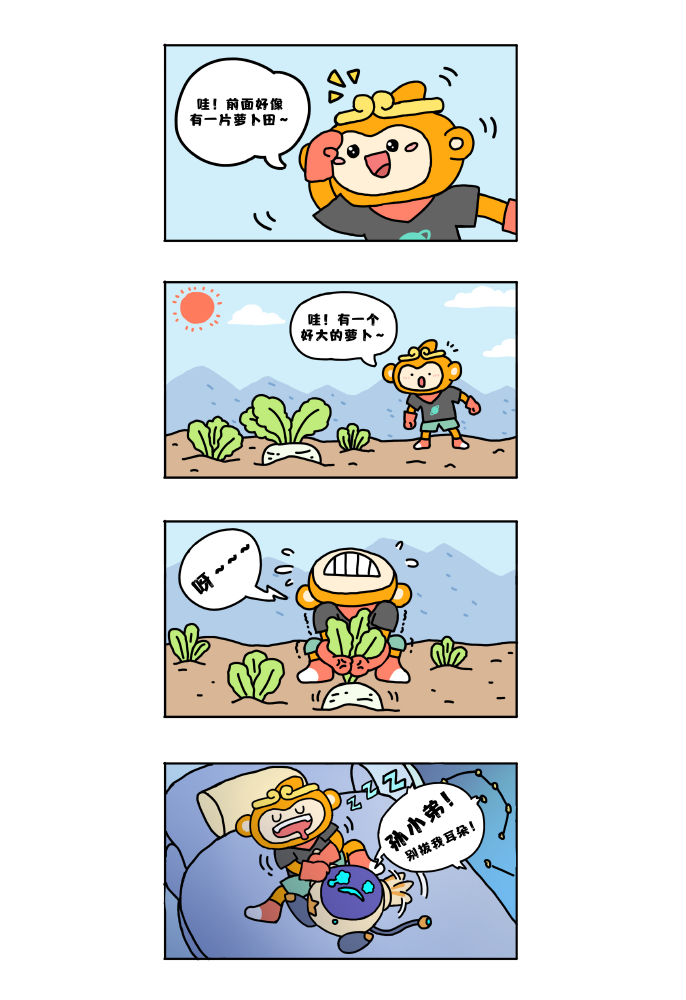 哇！前面好像
有一片萝卜田~
哇！有一个
好大的萝卜~
呀~~~~
z z z
孙小弟！
别拔我耳朵！